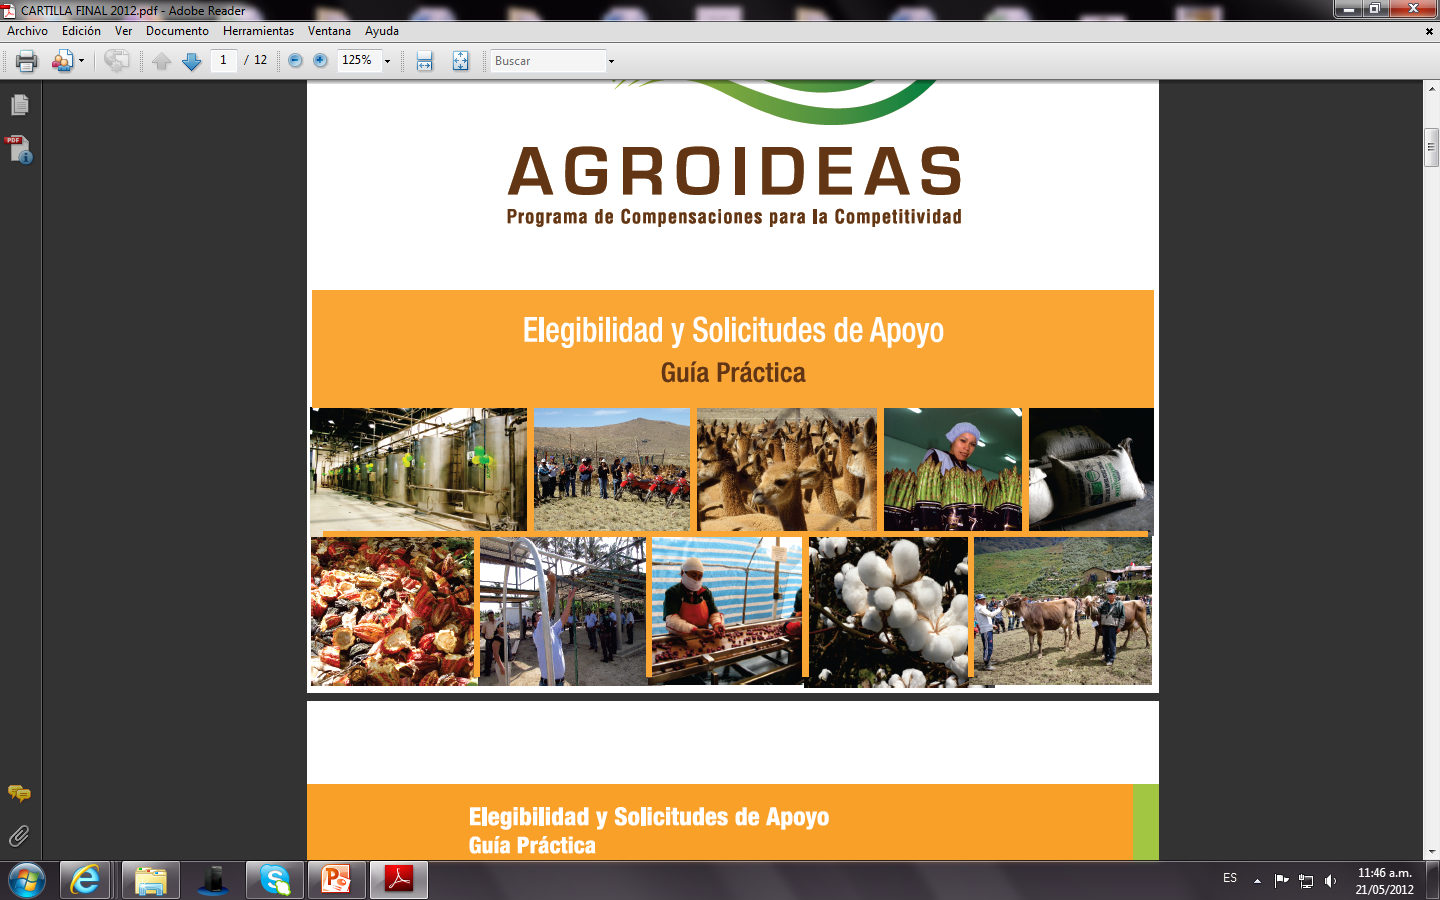 CARTILLA FINAL 2012.pdf - Adobe Reader
Archivo Edición Ver Documento Herramientas Ventana Ayuda
1 / 12 125% Buscar
AGROIDEAS
Programa de Compensaciones para la Competitividad
Elegibilidad y Solicitudes de Apoyo
Guía Práctica
Elegibilidad y Solicitudes de Apoyo
Guía Práctica
ES
11:46 a.m.
21/05/2012